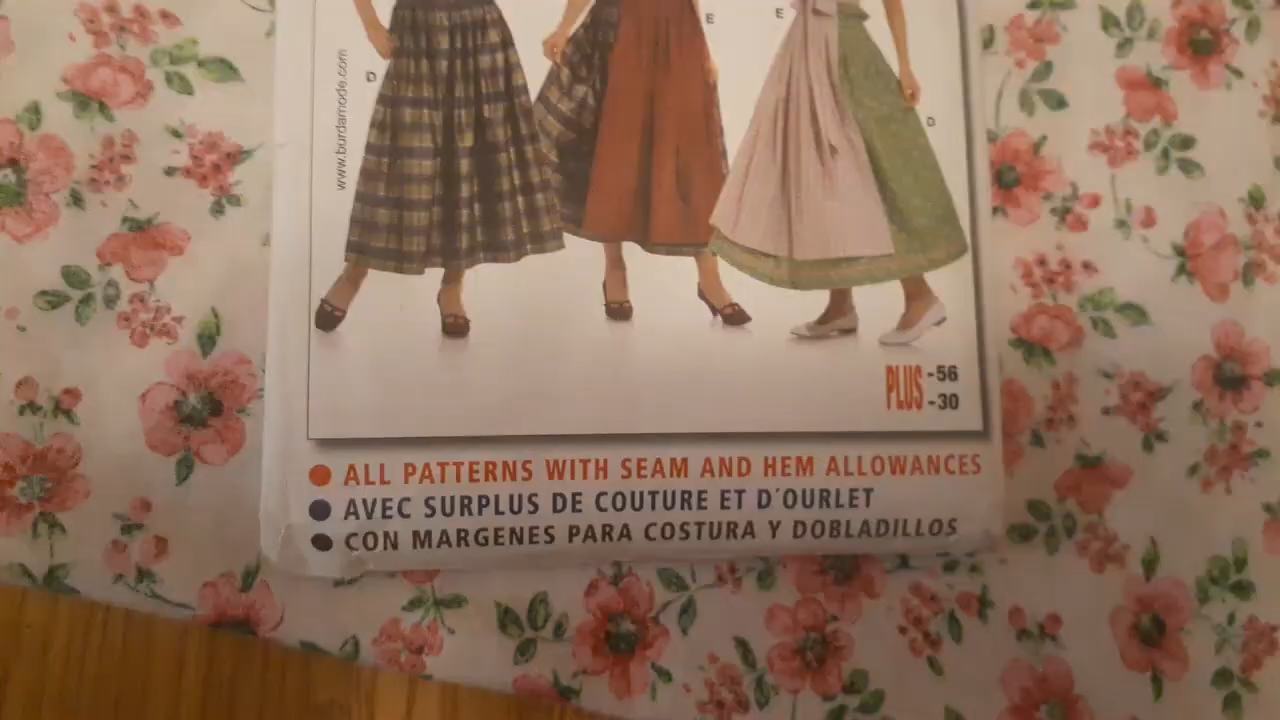 E
E
D
D
www.burdamode.com
PLUS -56
-30
ALL PATTERNS WITH SEAM AND HEM ALLOWANCES
AVEC SURPLUS DE COUTURE ET D'OURLET
CON MARGENES PARA COSTURA Y DOBLADILLOS